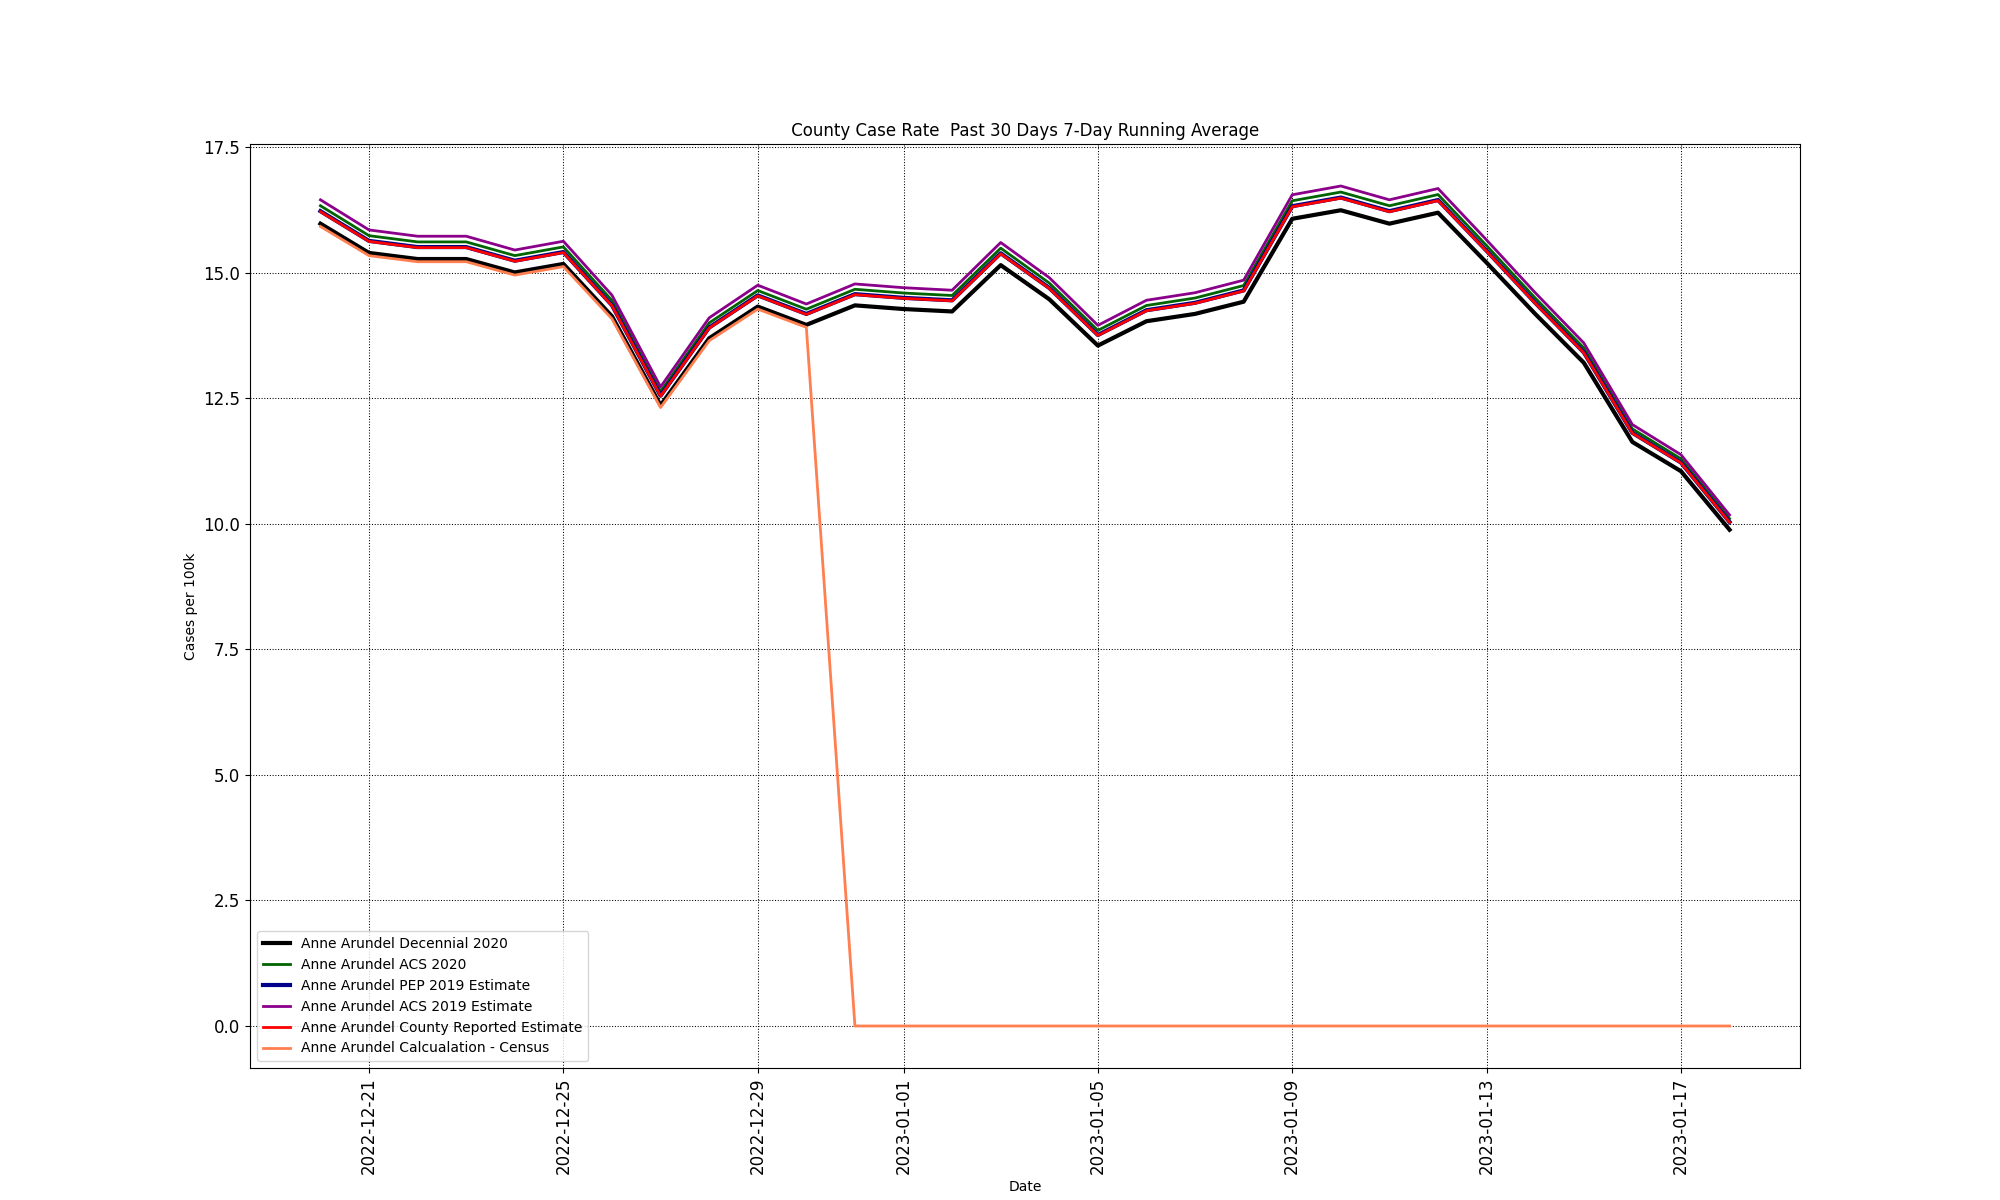 County Case Rate  Past 30 Days 7-Day Running Average
17.5
15.0
12.5
10.0
7.5
5.0
2.5
0.0
Cases per 100k
Anne Arundel Decennial 2020
Anne Arundel ACS 2020
Anne Arundel PEP 2019 Estimate
Anne Arundel ACS 2019 Estimate
Anne Arundel County Reported Estimate
Anne Arundel Calcualation - Census
2022-12-21
2022-12-25
2022-12-29
2023-01-01
2023-01-05
2023-01-09
2023-01-13
2023-01-17
Date